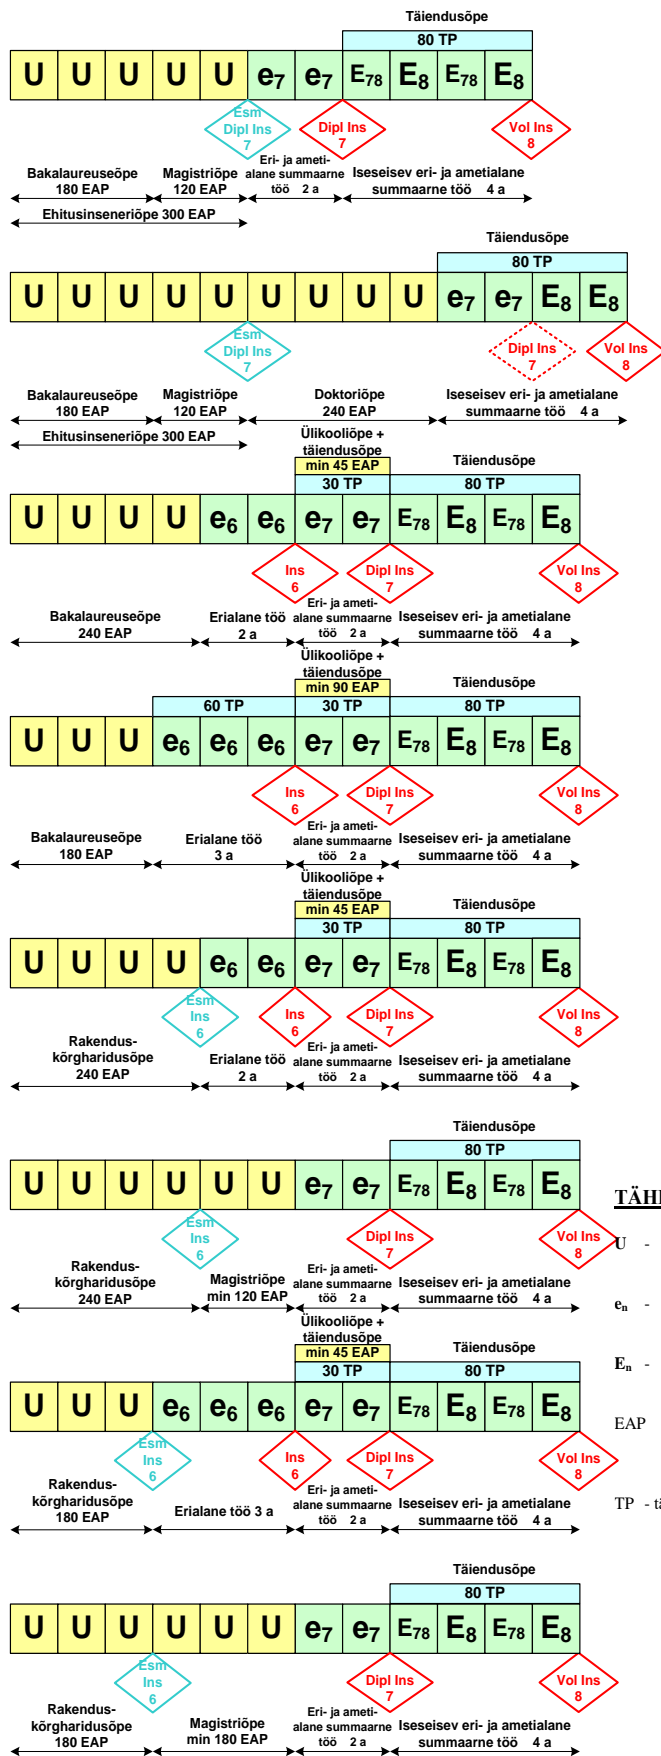 Täiendusõpe
80 TP
U U U U U e7 e7 E78 E8 E78 E8
Esm
Dipl Ins
7
Dipl Ins
7
Vol Ins
8
Bakalaureuseõpe
180 EAP
Magistriõpe
120 EAP
Eri- ja ameti-
alane summaarne
töö 2 a
Iseseisev eri- ja ametialane
summaarne töö 4 a
Ehitusinseneriõpe 300 EAP
Täiendusõpe
80 TP
U U U U U U U U U e7 e7 E8 E8
Esm
Dipl Ins
7
Dipl Ins
7
Vol Ins
8
Bakalaureuseõpe
180 EAP
Magistriõpe
120 EAP
Doktoriõpe
240 EAP
Iseseisev eri- ja ametialane
summaarne töö 4 a
Ehitusinseneriõpe 300 EAP
Ülikooliõpe +
täiendusõpe
min 45 EAP
Täiendusõpe
30 TP
80 TP
U U U U e6 e6 e7 e7 E78 E8 E78 E8
Ins
6
Dipl Ins
7
Vol Ins
8
Bakalaureuseõpe
240 EAP
Erialane töö
2 a
Eri- ja ameti-
alane summaarne
töö 2 a
Iseseisev eri- ja ametialane
summaarne töö 4 a
Ülikooliõpe +
täiendusõpe
min 90 EAP
Täiendusõpe
60 TP
30 TP
80 TP
U U U e6 e6 e6 e7 e7 E78 E8 E78 E8
Ins
6
Dipl Ins
7
Vol Ins
8
Bakalaureuseõpe
180 EAP
Erialane töö
3 a
Eri- ja ameti-
alane summaarne
töö 2 a
Iseseisev eri- ja ametialane
summaarne töö 4 a
Ülikooliõpe +
täiendusõpe
min 45 EAP
Täiendusõpe
30 TP
80 TP
U U U U e6 e6 e7 e7 E78 E8 E78 E8
Esm
Ins
6
Ins
6
Dipl Ins
7
Vol Ins
8
Rakendus-
kõrgharidusõpe
240 EAP
Erialane töö
2 a
Eri- ja ameti-
alane summaarne
töö 2 a
Iseseisev eri- ja ametialane
summaarne töö 4 a
Täiendusõpe
80 TP
U U U U U U e7 e7 E78 E8 E78 E8
Esm
Ins
6
Dipl Ins
7
Vol Ins
8
Rakendus-
kõrgharidusõpe
240 EAP
Magistriõpe
min 120 EAP
Eri- ja ameti-
alane summaarne
töö 2 a
Iseseisev eri- ja ametialane
summaarne töö 4 a
TÄH
U -
en -
En -
EAP
TP - t
Ülikooliõpe +
täiendusõpe
min 45 EAP
Täiendusõpe
30 TP
80 TP
U U U e6 e6 e6 e7 e7 E78 E8 E78 E8
Esm
Ins
6
Ins
6
Dipl Ins
7
Vol Ins
8
Rakendus-
kõrgharidusõpe
180 EAP
Erialane töö 3 a
Eri- ja ameti-
alane summaarne
töö 2 a
Iseseisev eri- ja ametialane
summaarne töö 4 a
Täiendusõpe
80 TP
U U U U U U e7 e7 E78 E8 E78 E8
Esm
Ins
6
Dipl Ins
7
Vol Ins
8
Rakendus-
kõrgharidusõpe
180 EAP
Magistriõpe
min 180 EAP
Eri- ja ameti-
alane summaarne
töö 2 a
Iseseisev eri- ja ametialane
summaarne töö 4 a